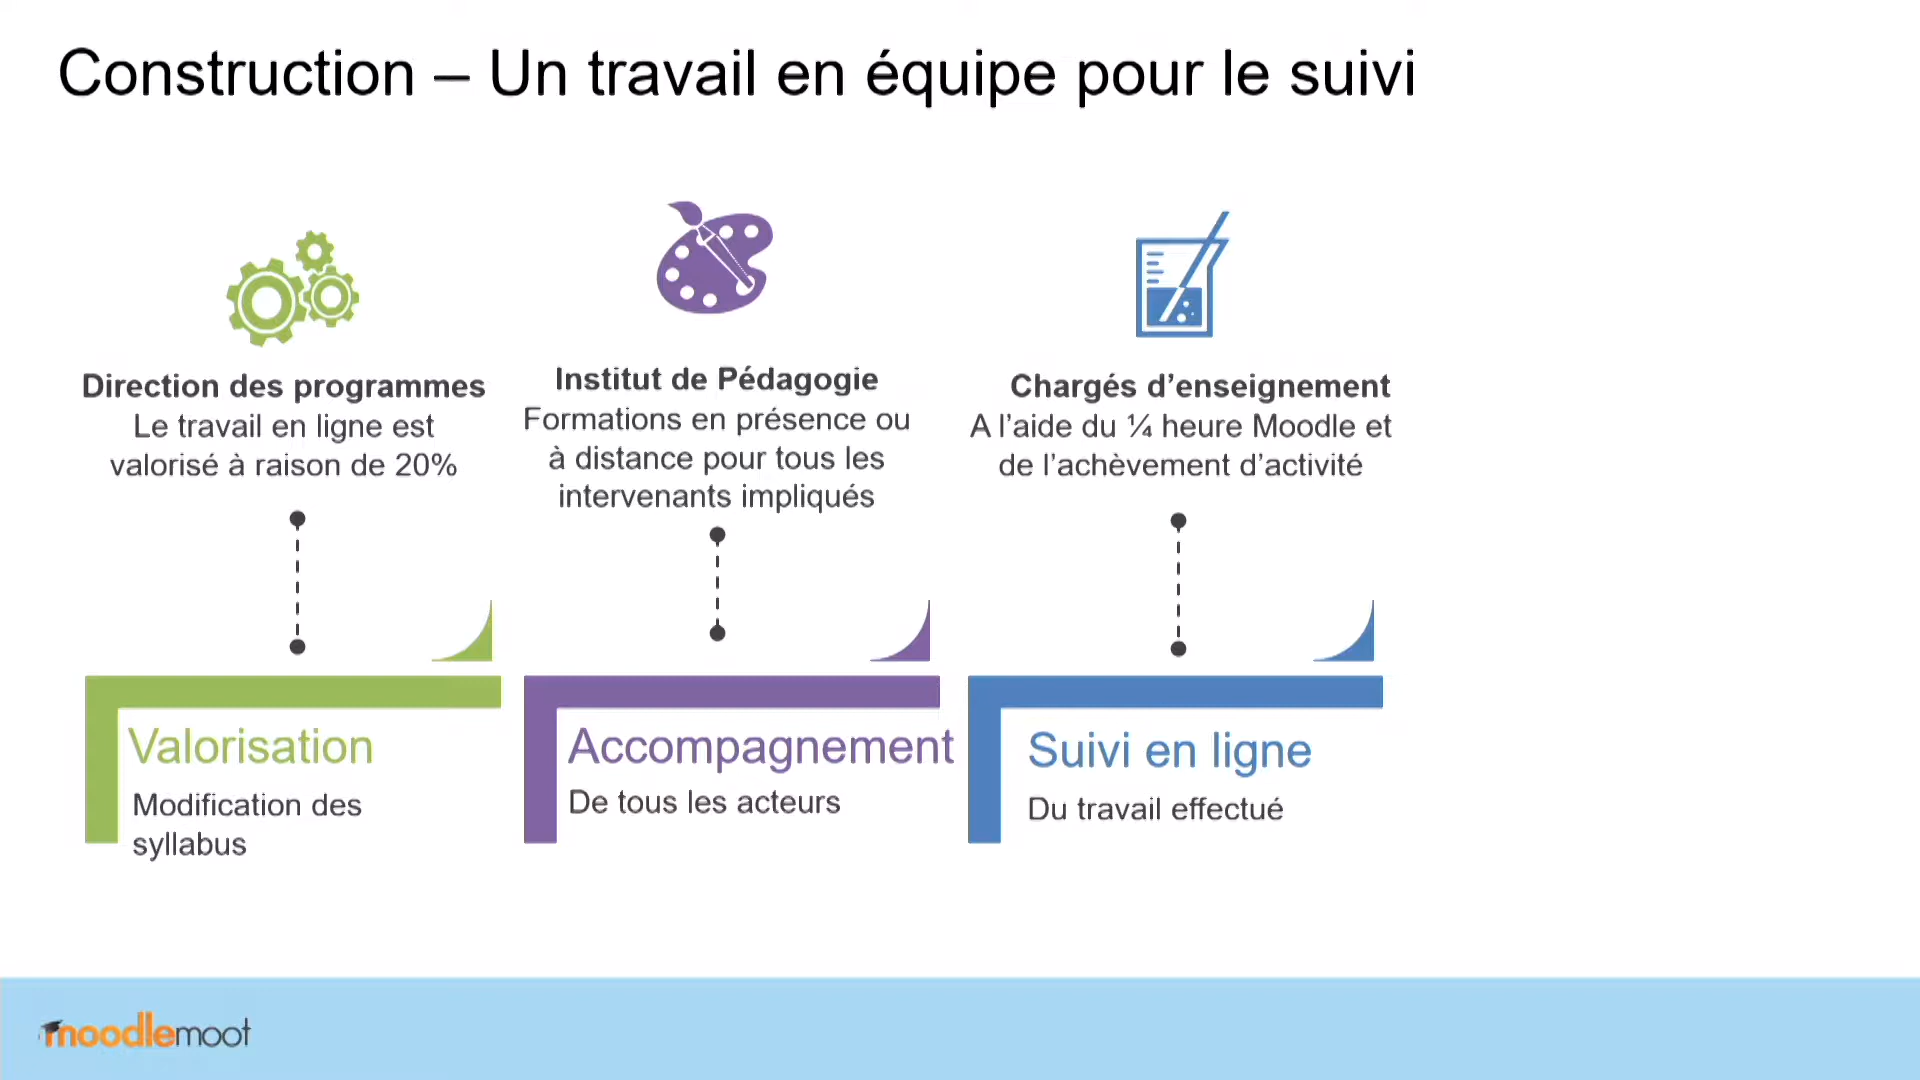 Construction – Un travail en équipe pour le suivi
Direction des programmes
Le travail en ligne est
valorisé à raison de 20%
Institut de Pédagogie
Formations en présence ou
à distance pour tous les
intervenants impliqués
Chargés d’enseignement
A l’aide du ¼ heure Moodle et
de l’achèvement d’activité
Valorisation
Modification des
syllabus
Accompagnement
De tous les acteurs
Suivi en ligne
Du travail effectué
moodlemoot